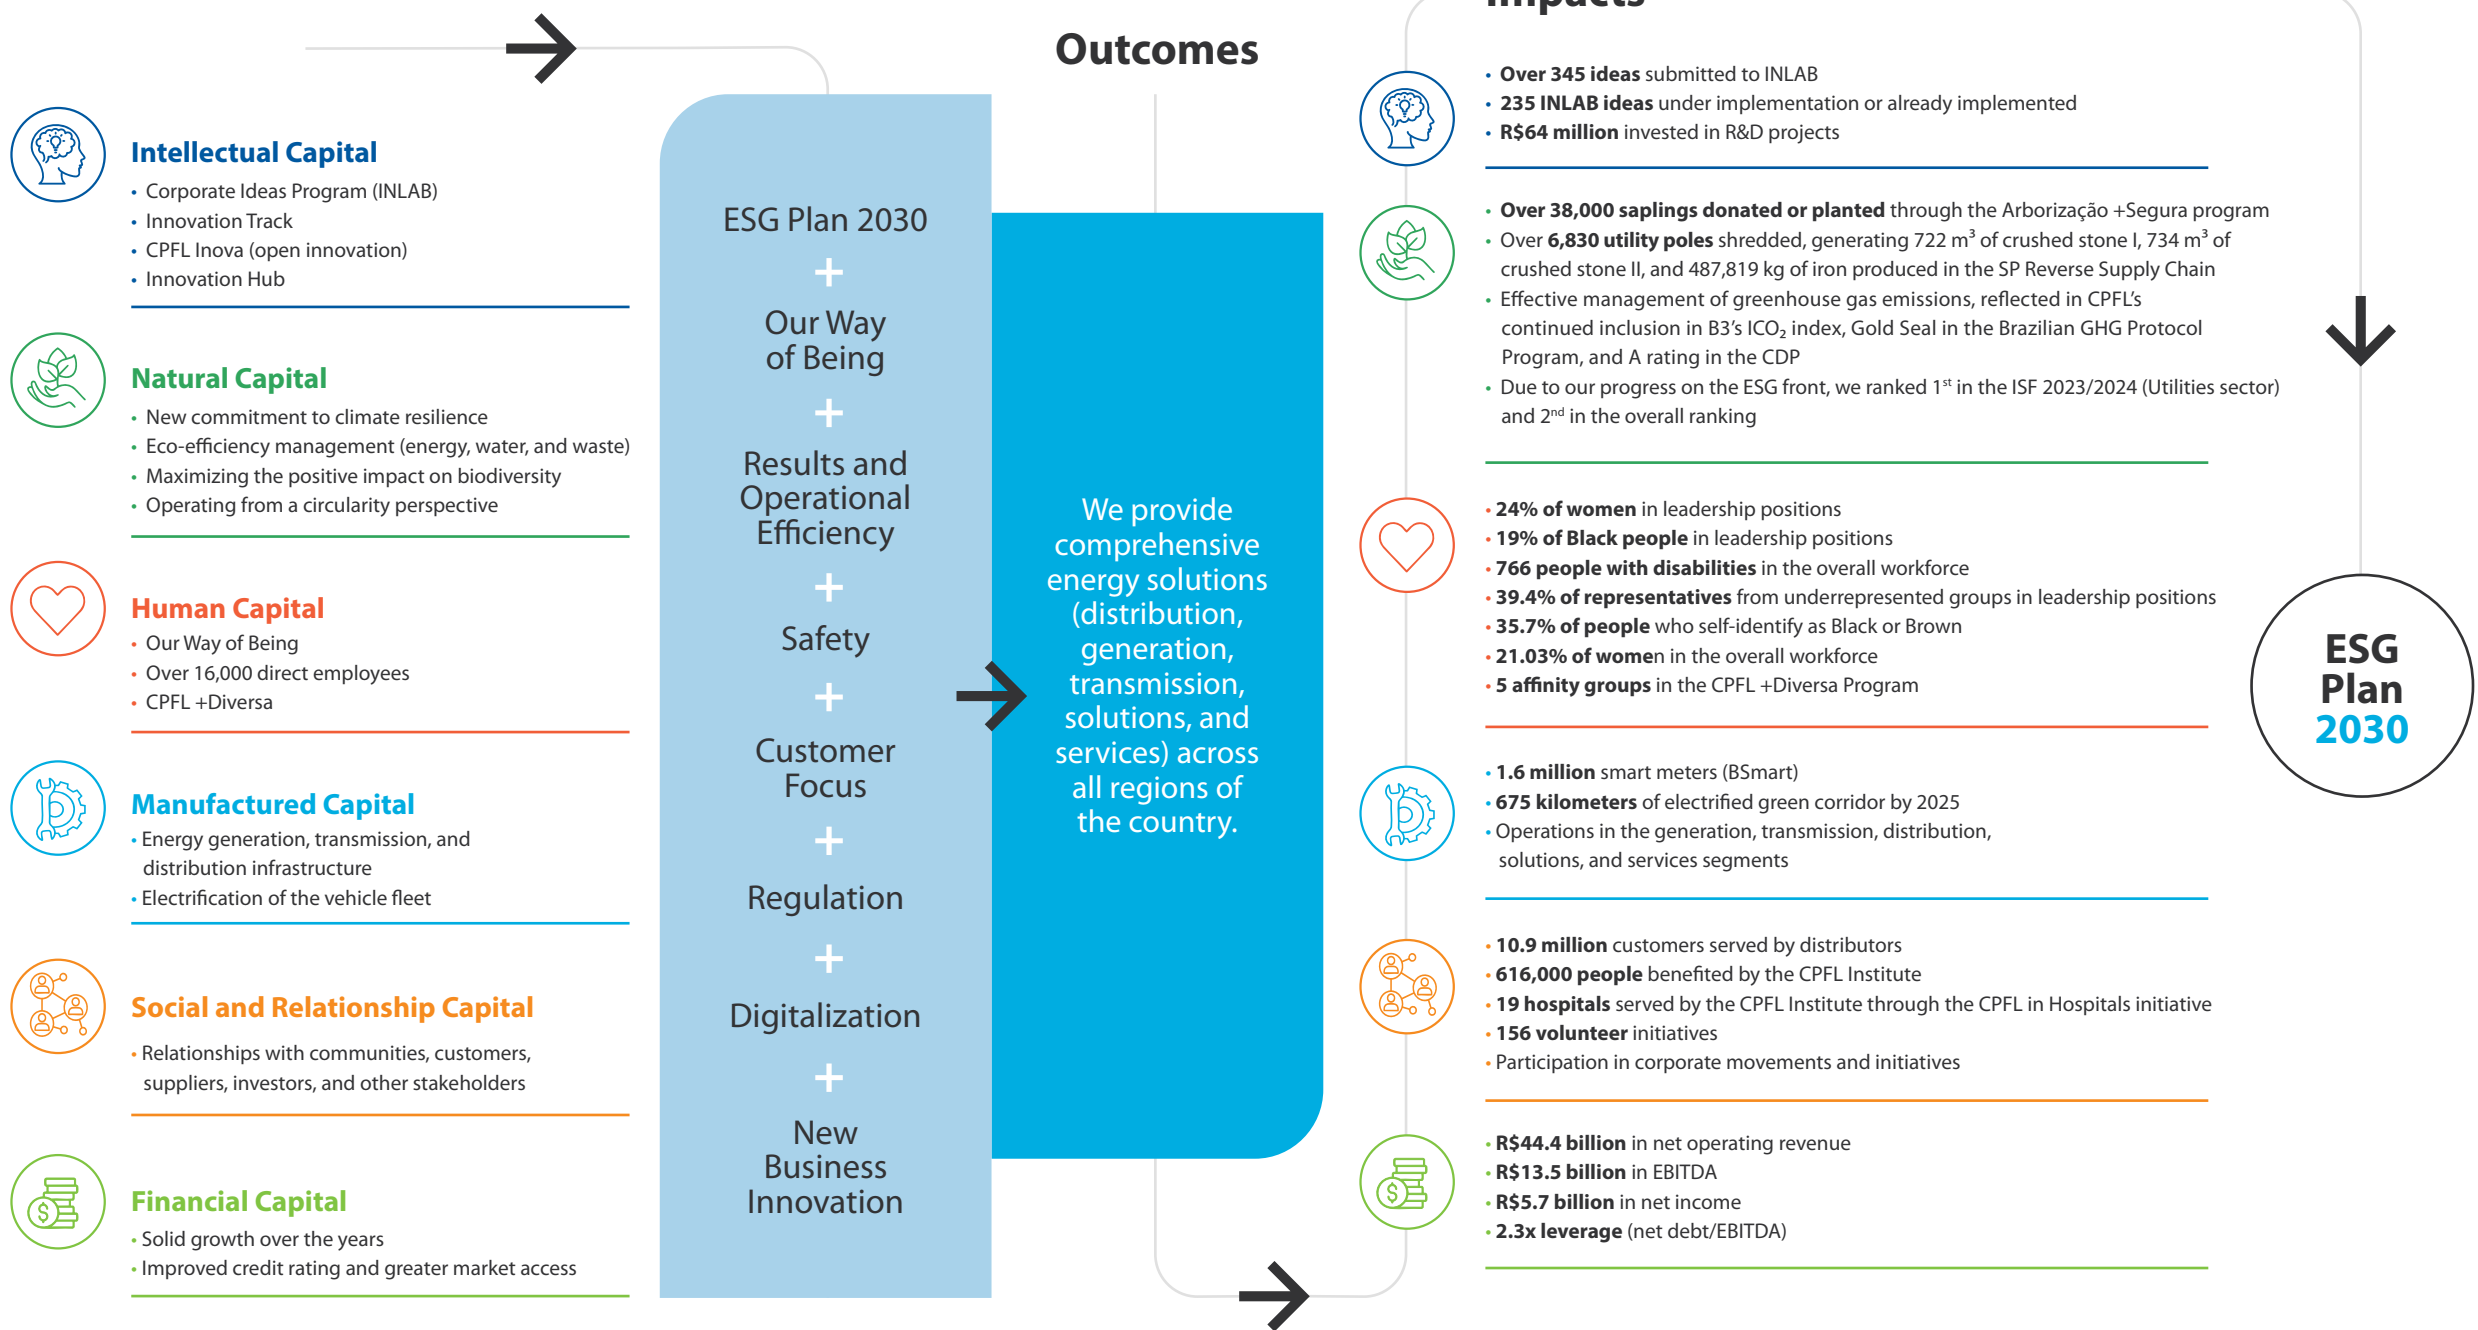 Intellectual Capital
• Corporate Ideas Program (INLAB)
• Innovation Track
• CPFL Inova (open innovation)
• Innovation Hub
Natural Capital
• New commitment to climate resilience
• Eco-efficiency management (energy, water, and waste)
• Maximizing the positive impact on biodiversity
• Operating from a circularity perspective
Human Capital
• Our Way of Being
• Over 16,000 direct employees
• CPFL +Diversa
Manufactured Capital
• Energy generation, transmission, and
distribution infrastructure
• Electrification of the vehicle fleet
Social and Relationship Capital
• Relationships with communities, customers,
suppliers, investors, and other stakeholders
Financial Capital
• Solid growth over the years
• Improved credit rating and greater market access
ESG Plan 2030
+
Our Way
of Being
+
Results and
Operational
Efficiency
+
Safety
+
Customer
Focus
+
Regulation
+
Digitalization
+
New
Business
Innovation
Outcomes
We provide
comprehensive
energy solutions
(distribution,
generation,
transmission,
solutions, and
services) across
all regions of
the country.
Impacts
• Over 345 ideas submitted to INLAB
• 235 INLAB ideas under implementation or already implemented
• R$64 million invested in R&D projects
• Over 38,000 saplings donated or planted through the Arborização +Segura program
• Over 6,830 utility poles shredded, generating 722 m³ of crushed stone I, 734 m³ of
crushed stone II, and 487,819 kg of iron produced in the SP Reverse Supply Chain
• Effective management of greenhouse gas emissions, reflected in CPFL's
continued inclusion in B3's ICO₂ index, Gold Seal in the Brazilian GHG Protocol
Program, and A rating in the CDP
• Due to our progress on the ESG front, we ranked 1st in the ISF 2023/2024 (Utilities sector)
and 2nd in the overall ranking
• 24% of women in leadership positions
• 19% of Black people in leadership positions
• 766 people with disabilities in the overall workforce
• 39.4% of representatives from underrepresented groups in leadership positions
• 35.7% of people who self-identify as Black or Brown
• 21.03% of women in the overall workforce
• 5 affinity groups in the CPFL +Diversa Program
• 1.6 million smart meters (BSmart)
• 675 kilometers of electrified green corridor by 2025
• Operations in the generation, transmission, distribution,
solutions, and services segments
• 10.9 million customers served by distributors
• 616,000 people benefited by the CPFL Institute
• 19 hospitals served by the CPFL Institute through the CPFL in Hospitals initiative
• 156 volunteer initiatives
• Participation in corporate movements and initiatives
• R$44.4 billion in net operating revenue
• R$13.5 billion in EBITDA
• R$5.7 billion in net income
• 2.3x leverage (net debt/EBITDA)
ESG
Plan
2030